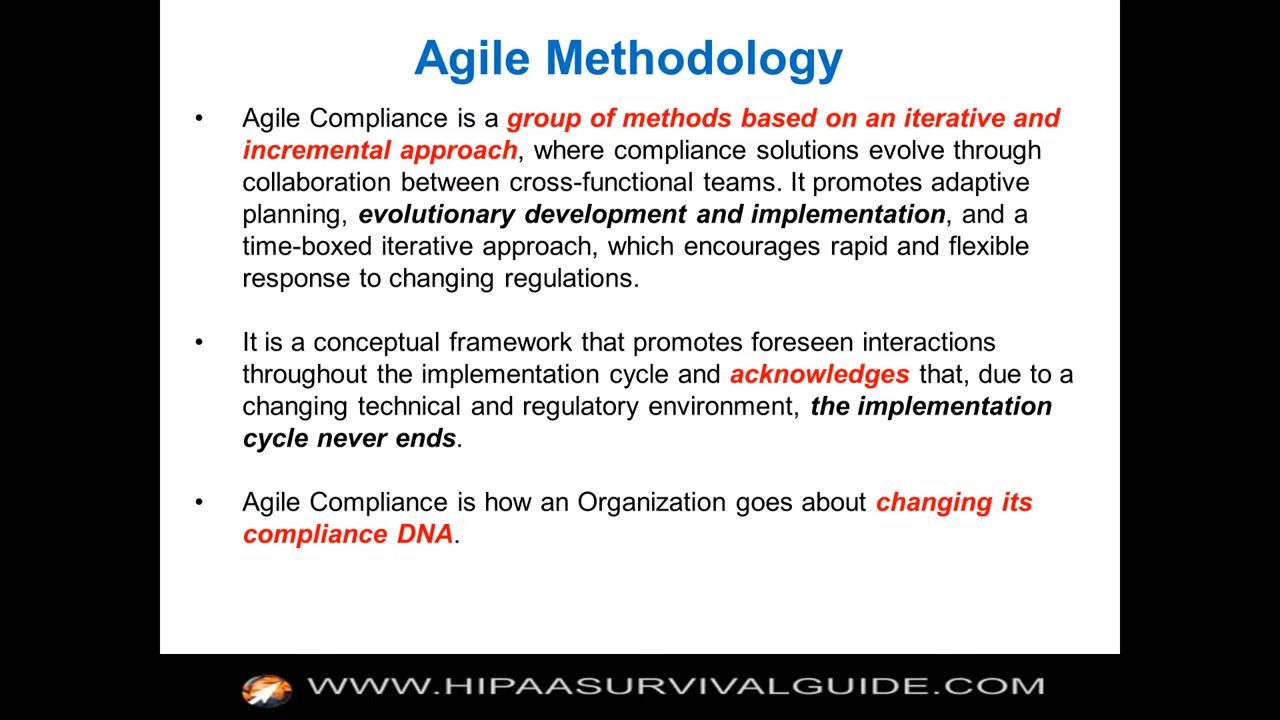 Agile Methodology
• Agile Compliance is a group of methods based on an iterative and
incremental approach, where compliance solutions evolve through
collaboration between cross-functional teams. It promotes adaptive
planning, evolutionary development and implementation, and a
time-boxed iterative approach, which encourages rapid and flexible
response to changing regulations.
• It is a conceptual framework that promotes foreseen interactions
throughout the implementation cycle and acknowledges that, due to a
changing technical and regulatory environment, the implementation
cycle never ends.
• Agile Compliance is how an Organization goes about changing its
compliance DNA.
WWW.HIPAASURVIVALGUIDE.COM